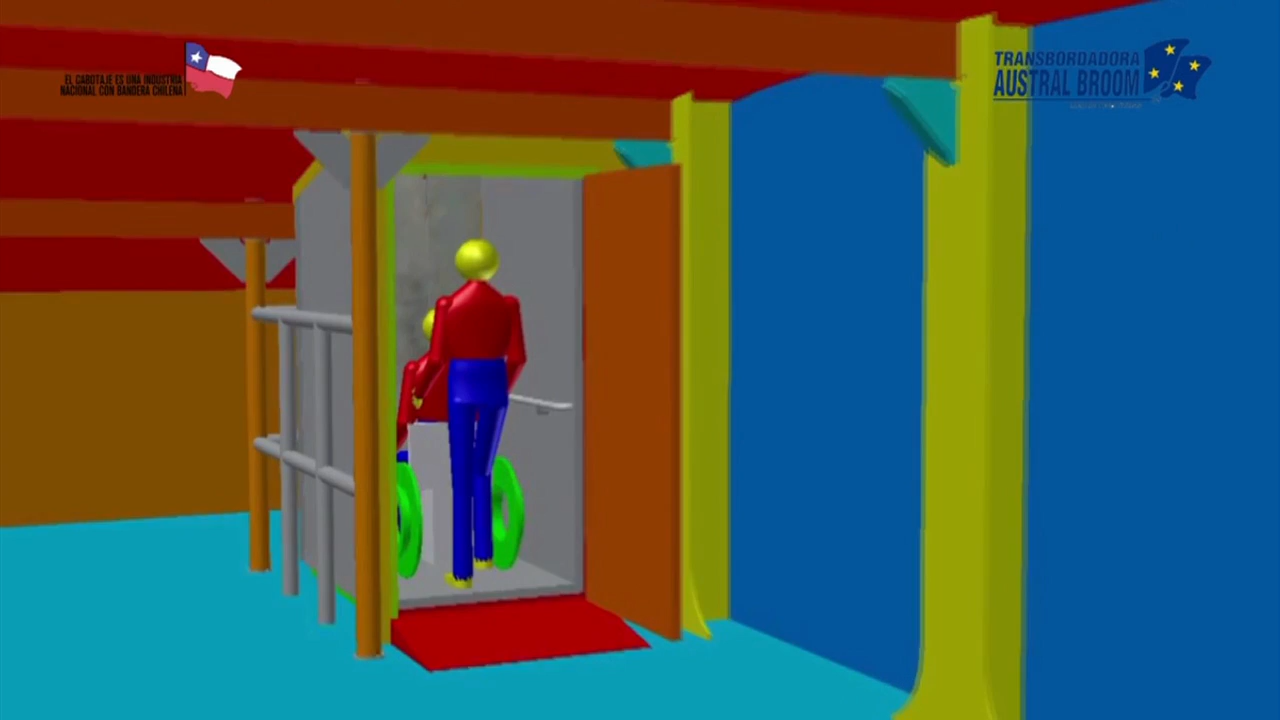 EL CABOTAJE ES UNA INDUSTRIA
NACIONAL CON BANDERA CHILENA
TRANSBORDADORA
AUSTRAL BROOM